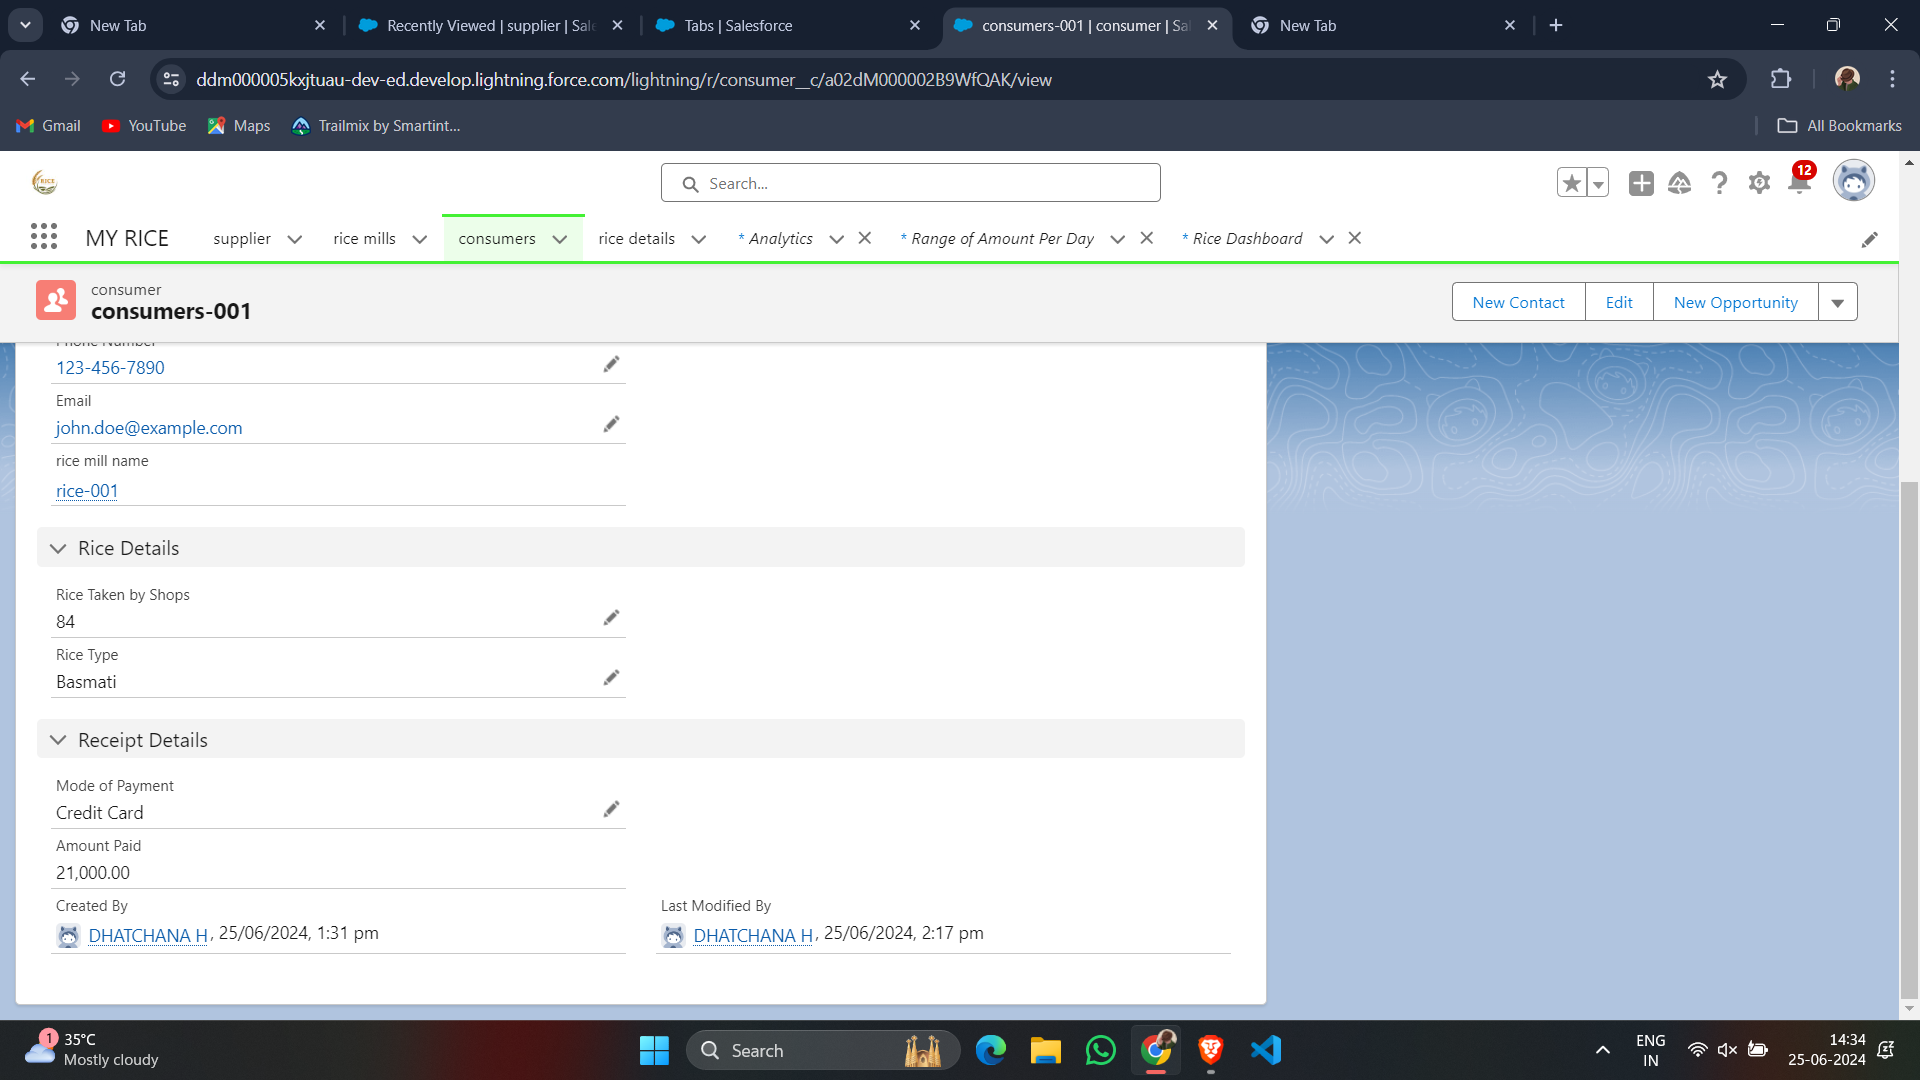 New Tab
Recently Viewed | supplier | Sale
Tabs | Salesforce
consumers-001 | consumer | Sa
New Tab
ddm000005kxjtuau-dev-ed.develop.lightning.force.com/lightning/r/consumer__c/a02dM000002B9WfQAK/view
Gmail
YouTube
Maps
Trailmix by Smartint...
All Bookmarks
RICE
Search...
12
MY RICE
supplier
rice mills
consumers
rice details
* Analytics
* Range of Amount Per Day
* Rice Dashboard
consumer
consumers-001
New Contact
Edit
New Opportunity
Phone Number
123-456-7890
Email
john.doe@example.com
rice mill name
rice-001
Rice Details
Rice Taken by Shops
84
Rice Type
Basmati
Receipt Details
Mode of Payment
Credit Card
Amount Paid
21,000.00
Created By
DHATCHANA H, 25/06/2024, 1:31 pm
Last Modified By
DHATCHANA H, 25/06/2024, 2:17 pm
1
35°C
Mostly cloudy
Search
ENG
IN
14:34
25-06-2024